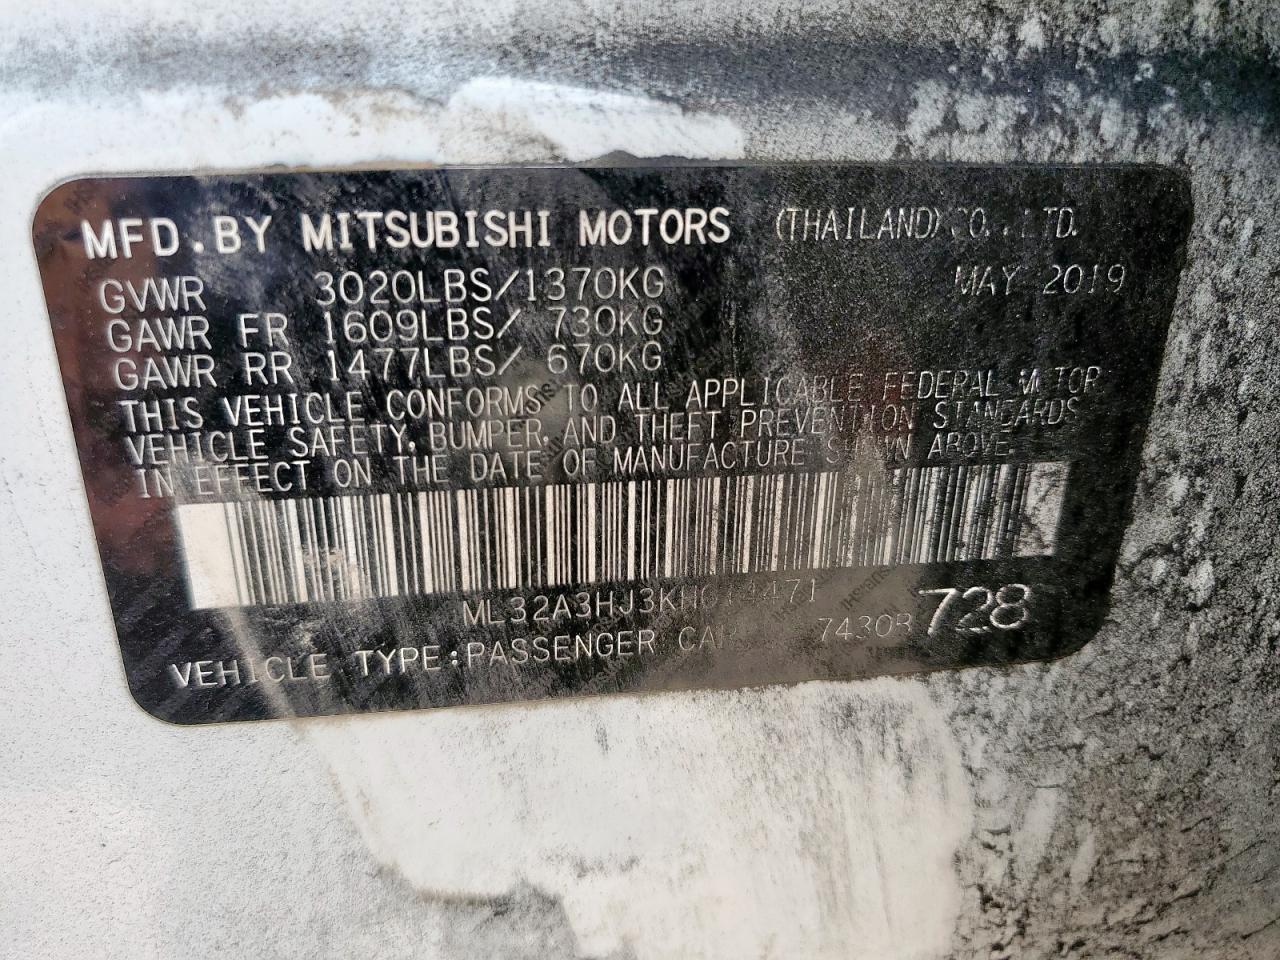 MFD.BY MITSUBISHI MOTORS (THAILAND)CO.,LTD.
GVWR 3020LBS/1370KG MAY 2019
GAWR FR 1609LBS/ 730KG
GAWR RR 1477LBS/ 670KG
THIS VEHICLE CONFORMS TO ALL APPLICABLE FEDERAL MOTOR
VEHICLE SAFETY, BUMPER, AND THEFT PREVENTION STANDARDS
IN EFFECT ON THE DATE OF MANUFACTURE SHOWN ABOVE.
ML32A3HJ3KH014471
VEHICLE TYPE:PASSENGER CAR 728